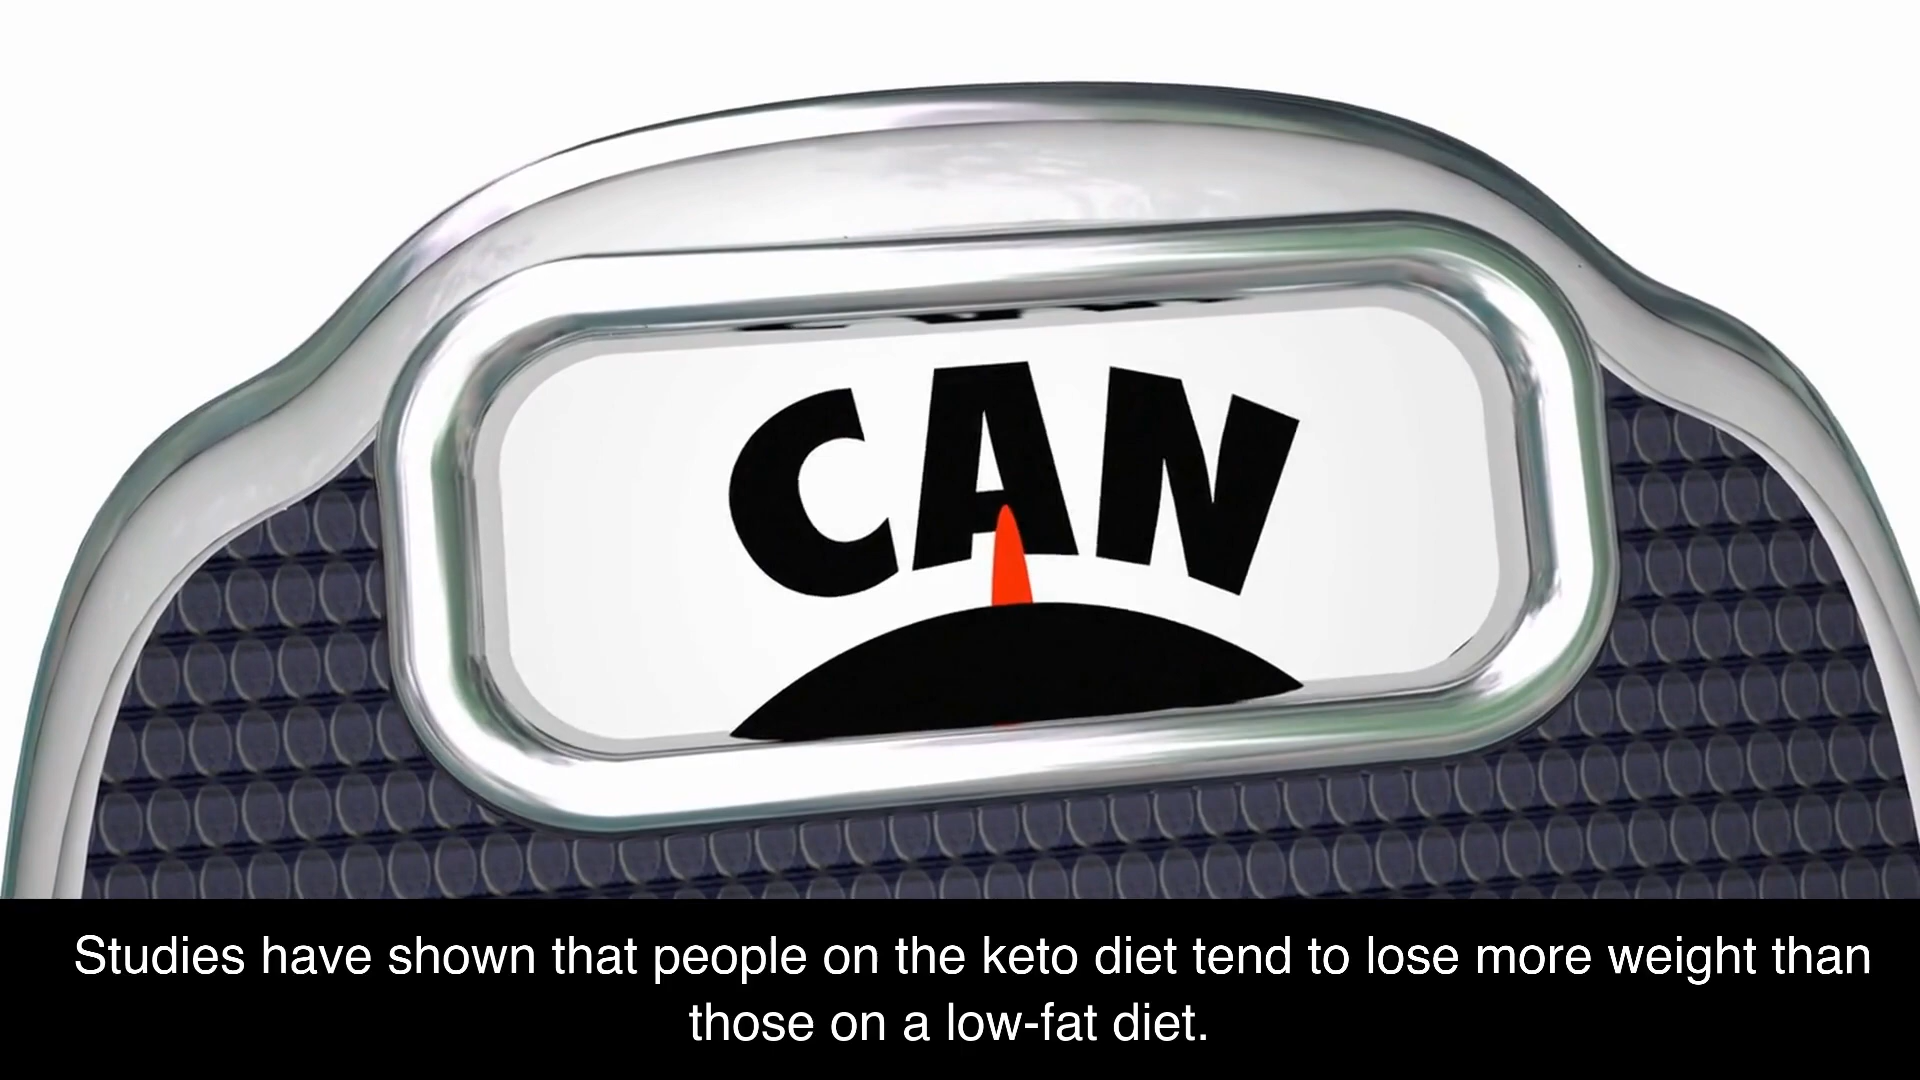 CAN
Studies have shown that people on the keto diet tend to lose more weight than
those on a low-fat diet.